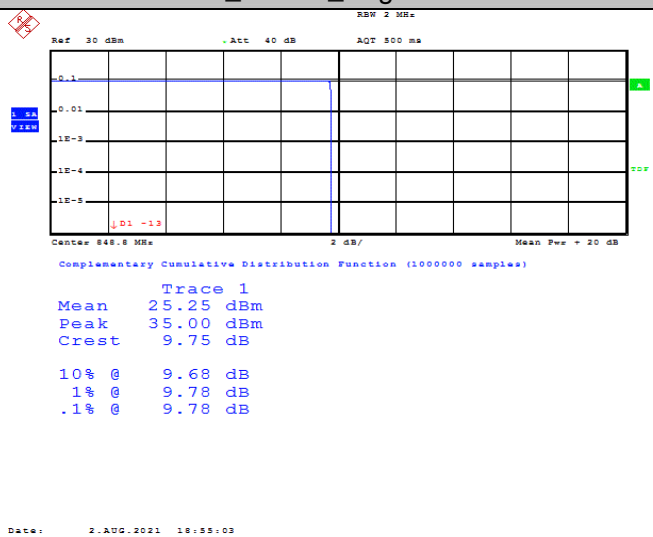 RBW 2 MHz
Ref 30 dBm Att 40 dB AQT 500 ms
0.1
A
1 SA
VIEW
0.01
1E-3
1E-4
TDF
1E-5
D1 -13
Center 848.8 MHz 2 dB/ Mean Pwr + 20 dB
Complementary Cumulative Distribution Function (1000000 samples)
Trace 1
Mean 25.25 dBm
Peak 35.00 dBm
Crest 9.75 dB
10% @ 9.68 dB
1% @ 9.78 dB
.1% @ 9.78 dB
Date: 2.AUG.2021 18:55:03